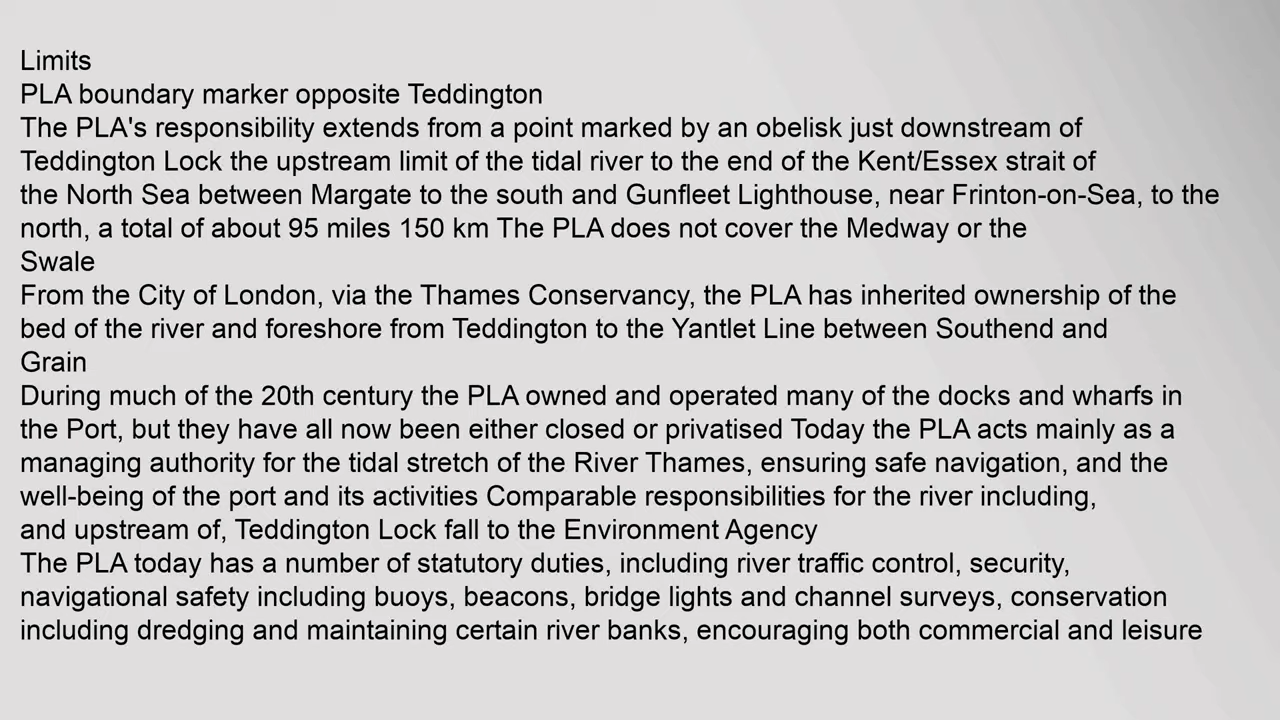 Limits
PLA boundary marker opposite Teddington
The PLA's responsibility extends from a point marked by an obelisk just downstream of
Teddington Lock the upstream limit of the tidal river to the end of the Kent/Essex strait of
the North Sea between Margate to the south and Gunfleet Lighthouse, near Frinton-on-Sea, to the
north, a total of about 95 miles 150 km The PLA does not cover the Medway or the
Swale
From the City of London, via the Thames Conservancy, the PLA has inherited ownership of the
bed of the river and foreshore from Teddington to the Yantlet Line between Southend and
Grain
During much of the 20th century the PLA owned and operated many of the docks and wharfs in
the Port, but they have all now been either closed or privatised Today the PLA acts mainly as a
managing authority for the tidal stretch of the River Thames, ensuring safe navigation, and the
well-being of the port and its activities Comparable responsibilities for the river including,
and upstream of, Teddington Lock fall to the Environment Agency
The PLA today has a number of statutory duties, including river traffic control, security,
navigational safety including buoys, beacons, bridge lights and channel surveys, conservation
including dredging and maintaining certain river banks, encouraging both commercial and leisure